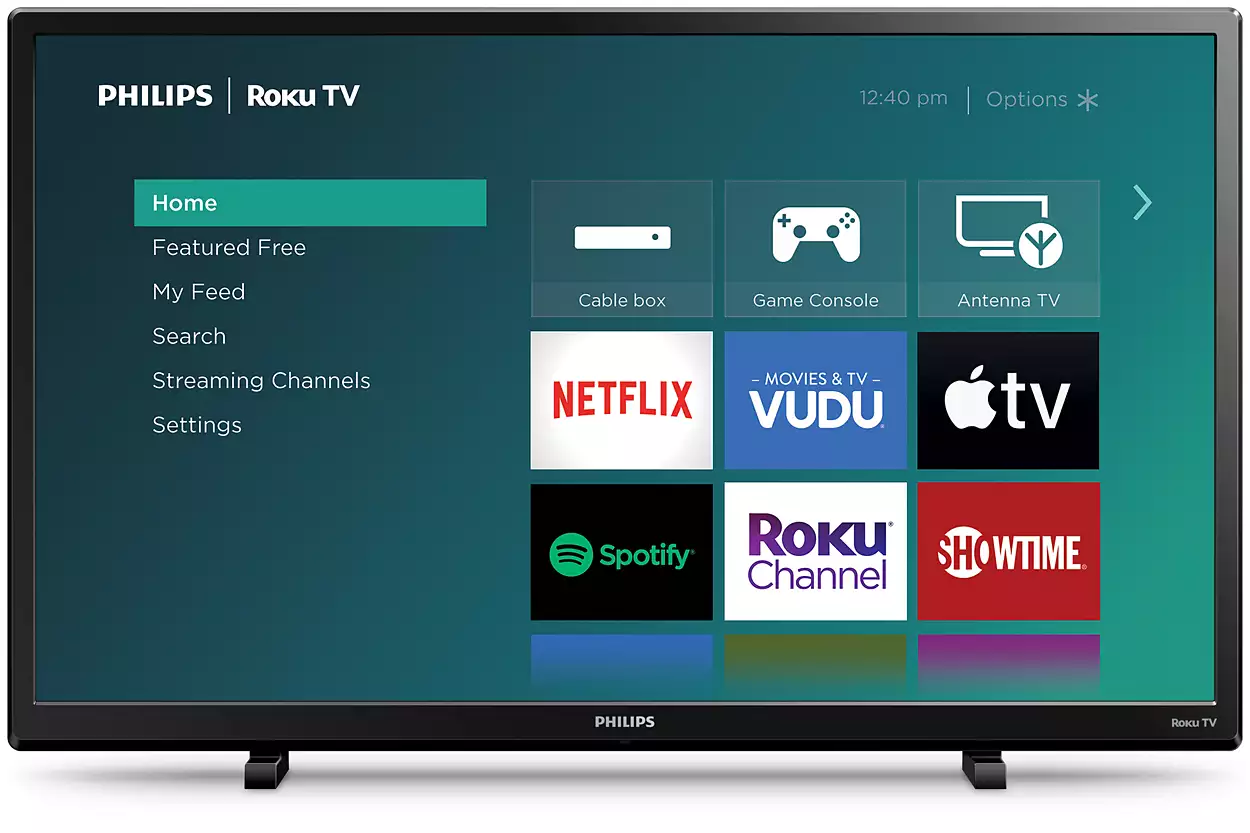 PHILIPS | Roku TV
12:40 pm | Options
Home
Featured Free
My Feed
Search
Streaming Channels
Settings
Cable box
Game Console
Antenna TV
NETFLIX
– MOVIES & TV –
VUDU
tv
Spotify
Roku
Channel
SHOWTIME
PHILIPS
Roku TV